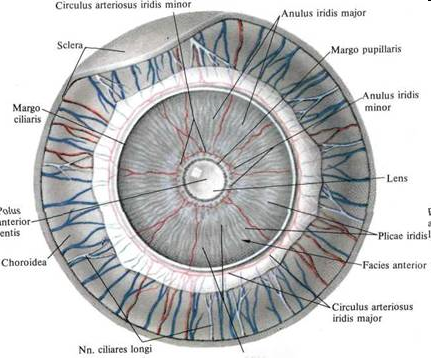 Circulus arteriosus iridis minor
Anulus iridis major
Sclera
Margo pupillaris
Anulus iridis
minor
Margo
ciliaris
Lens
Polus
anterior
entis
Plicae iridis
Choroidea
Facies anterior
Circulus arteriosus
iridis major
Nn. ciliares longi